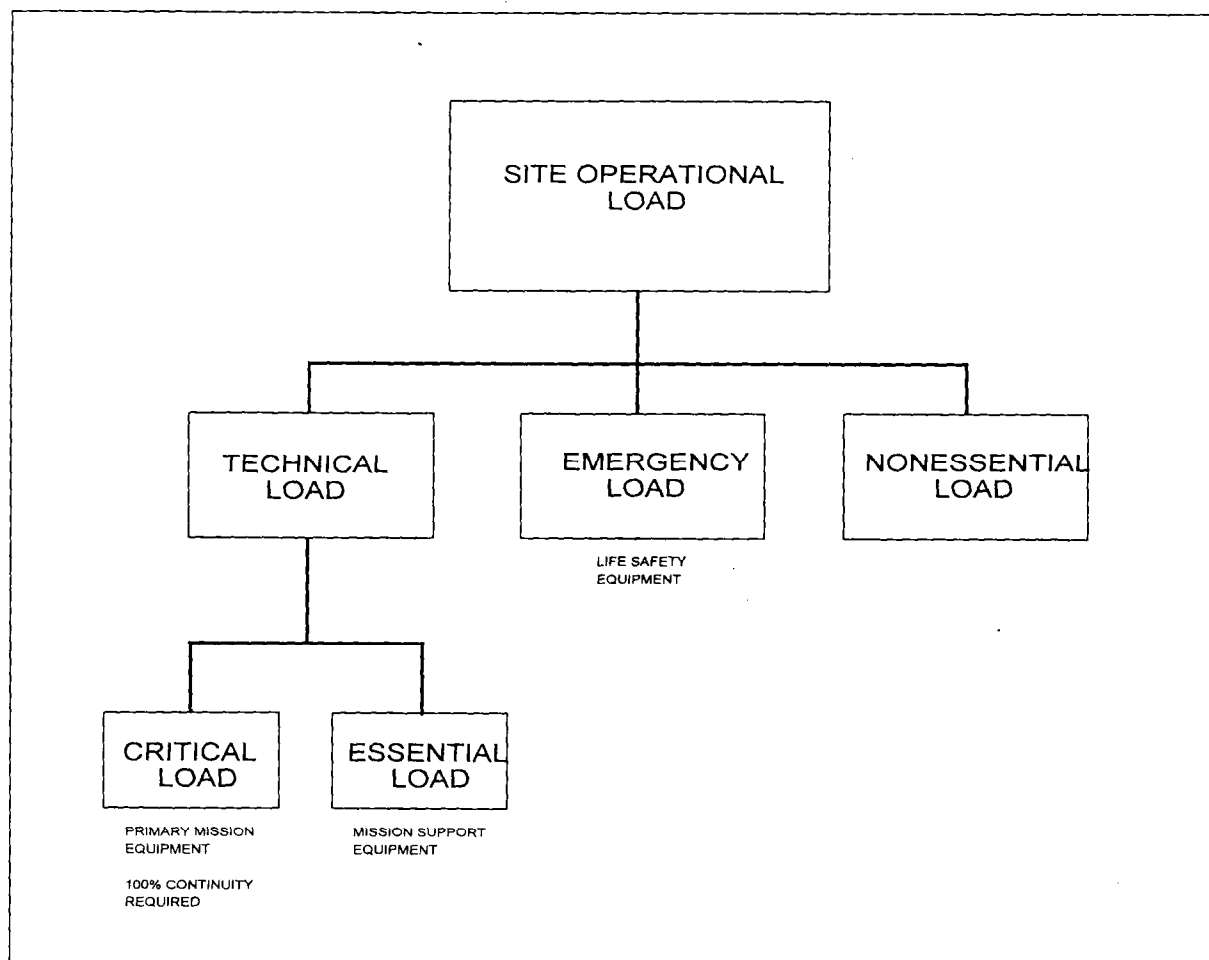 SITE OPERATIONAL
LOAD
TECHNICAL
LOAD
EMERGENCY
LOAD
NONESSENTIAL
LOAD
LIFE SAFETY
EQUIPMENT
CRITICAL
LOAD
ESSENTIAL
LOAD
PRIMARY MISSION
EQUIPMENT
100% CONTINUITY
REQUIRED
MISSION SUPPORT
EQUIPMENT